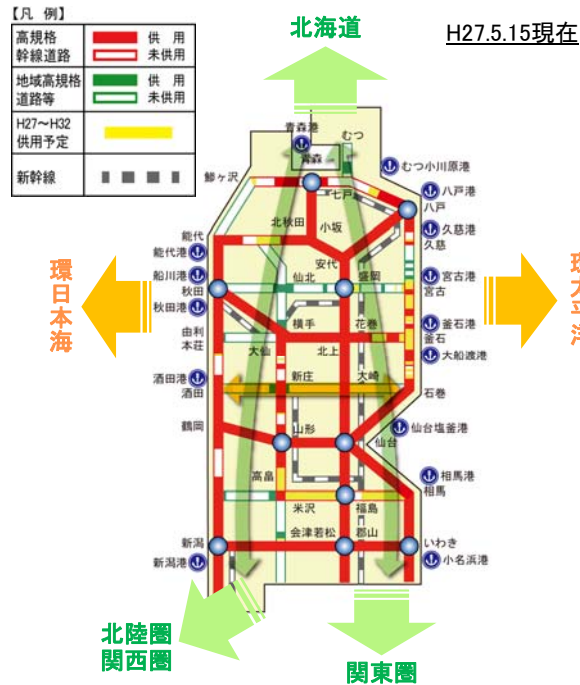 【凡 例】
高規格
幹線道路
供 用
未供用
地域高規格
道路等
供 用
未供用
H27～H32
供用予定
新幹線
H27.5.15現在
北海道
青森港
むつ
青森
むつ小川原港
鰺ヶ沢
七戸
八戸港
八戸
北秋田
小坂
久慈港
久慈
能代
能代港
安代
船川港
仙北
盛岡
宮古港
秋田
宮古
秋田港
横手
花巻
釜石港
由利
本荘
釜石
大仙
北上
大船渡港
酒田港
新庄
大崎
酒田
石巻
鶴岡
山形
仙台
仙台塩釜港
高畠
相馬港
相馬
米沢
福島
新潟
会津若松
郡山
いわき
新潟港
小名浜港
環日本海
環太平洋
北陸圏
関西圏
関東圏